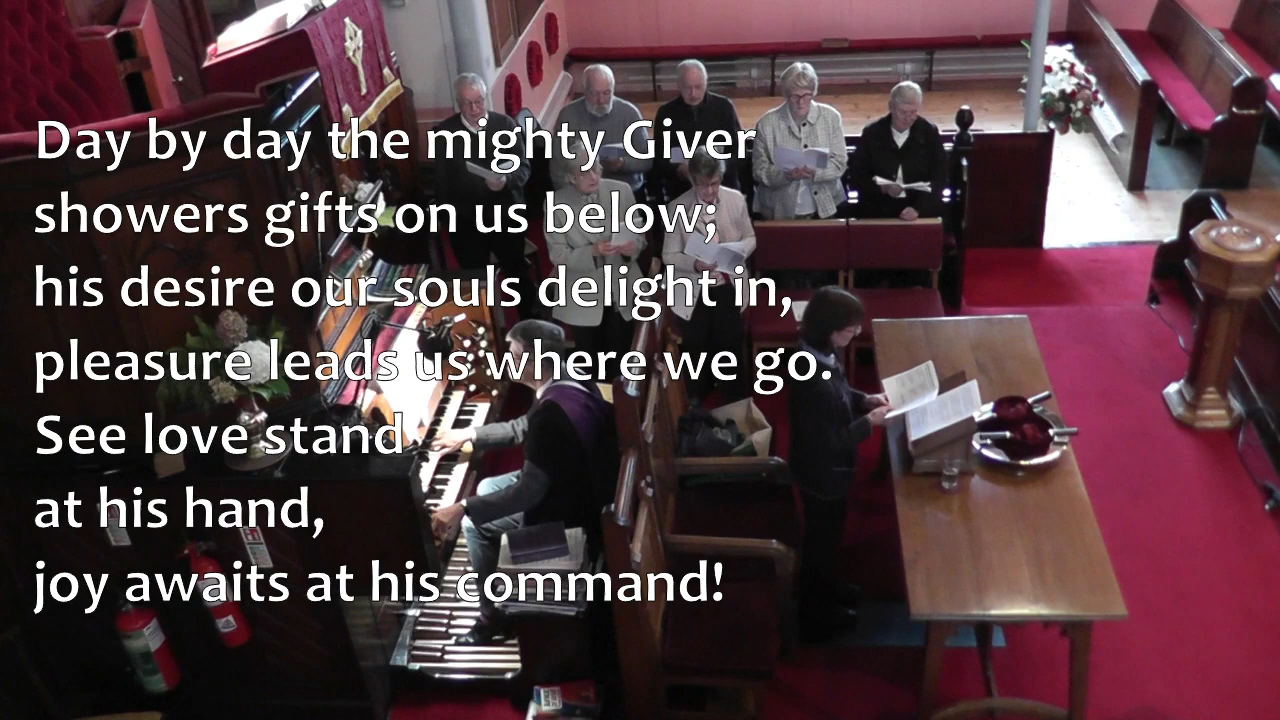 Day by day the mighty Giver
showers gifts on us below;
his desire our souls delight in,
pleasure leads us where we go.
See love stand
at his hand,
joy awaits at his command!